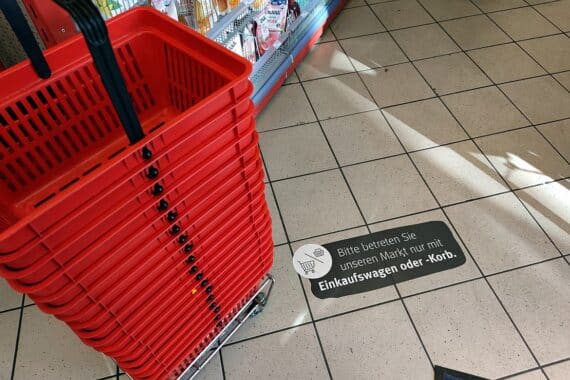 Bitte betreten Sie
unseren Markt nur mit
Einkaufswagen oder -Korb.